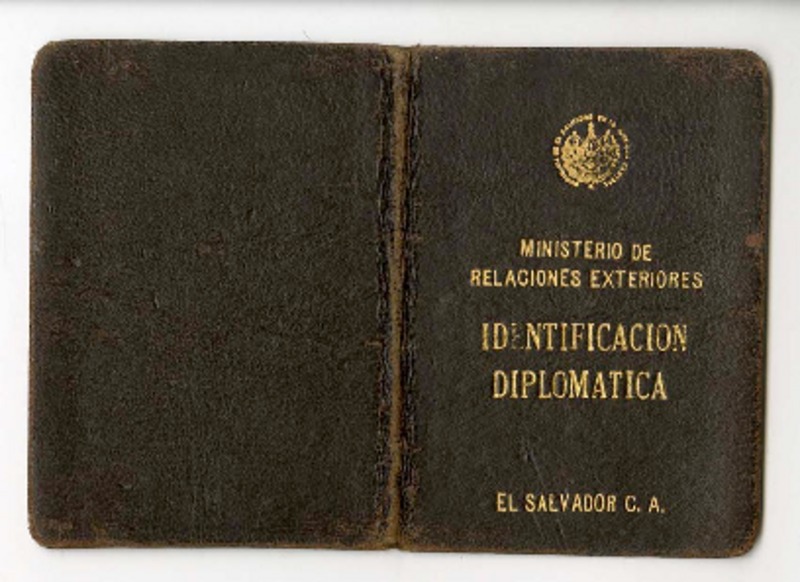 MINISTERIO DE
RELACIONES EXTERIORES
IDENTIFICACION
DIPLOMATICA
EL SALVADOR C. A.